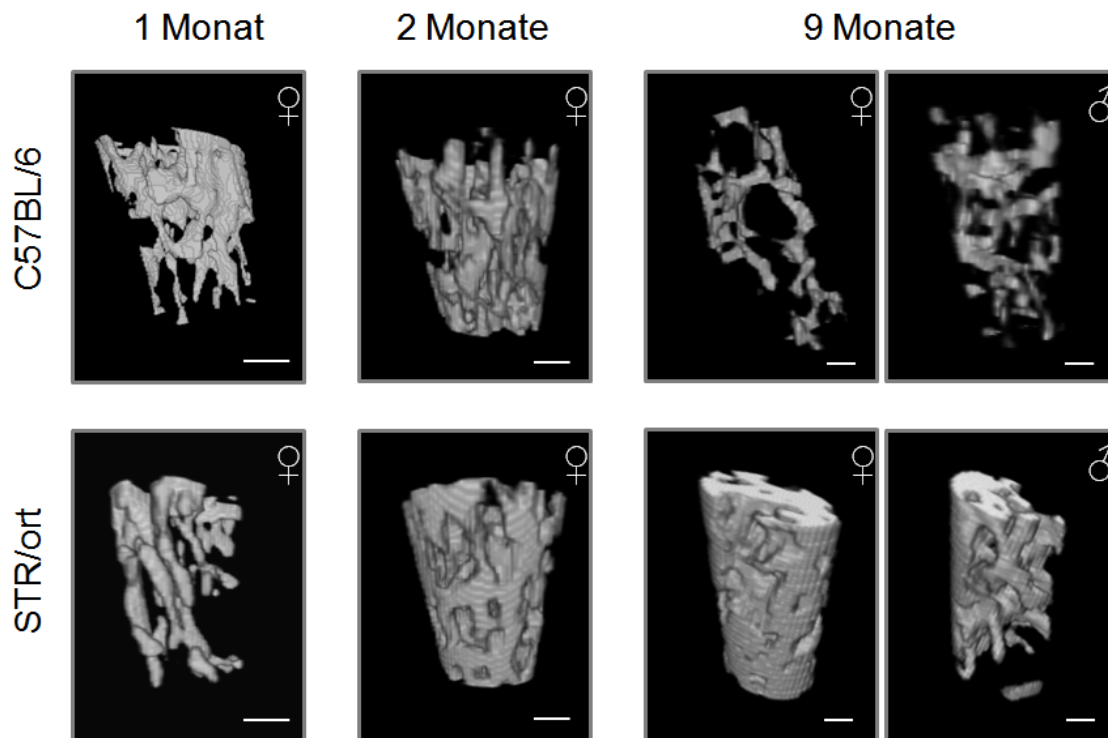 1 Monat 2 Monate 9 Monate
C57BL/6
♀ ♀ ♀ ♂
STR/ort
♀ ♀ ♀ ♂